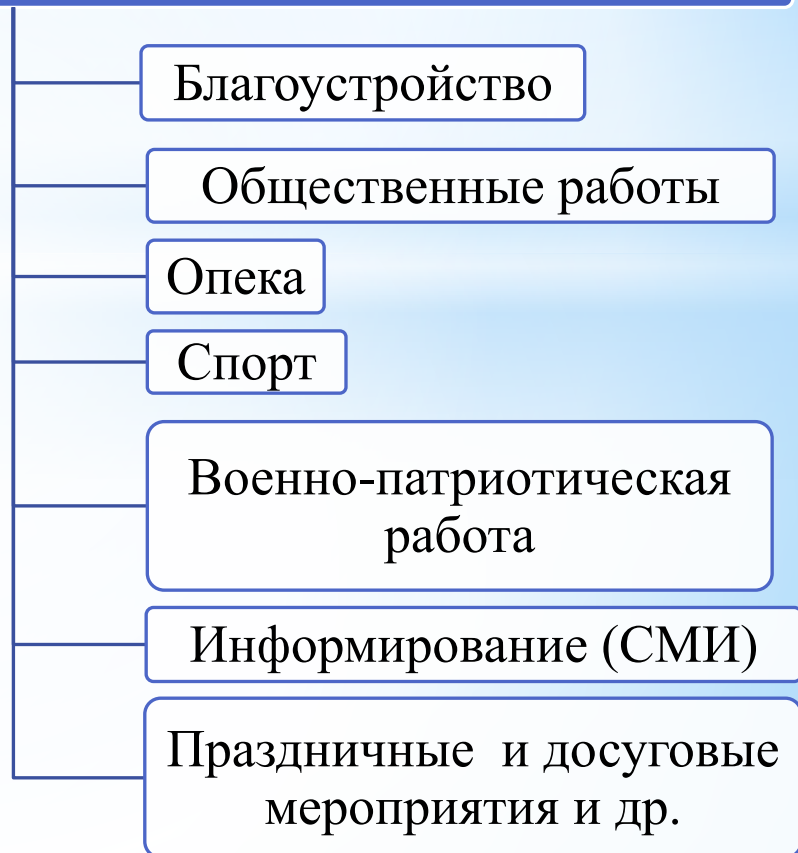 Благоустройство
Общественные работы
Опека
Спорт
Военно-патриотическая
работа
Информирование (СМИ)
Праздничные и досуговые
мероприятия и др.